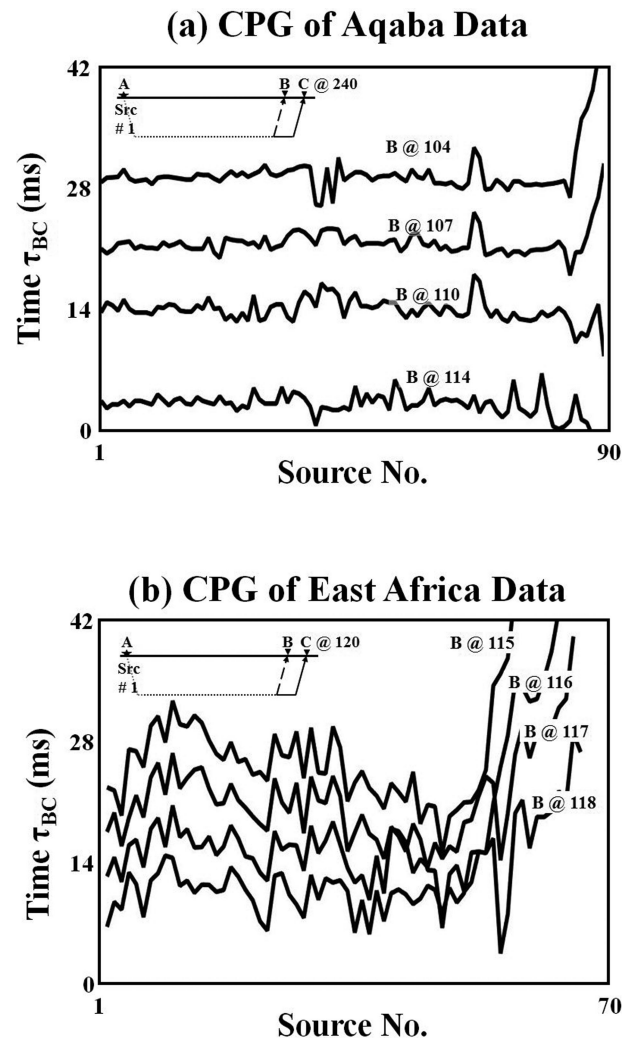 (a) CPG of Aqaba Data
42
A
B C @ 240
Src
# 1
B @ 104
28
B @ 107
Time τBC (ms)
B @ 110
14
B @ 114
0
1
90
Source No.
(b) CPG of East Africa Data
42
A
B C @ 120
Src
# 1
B @ 115
B @ 116
28
B @ 117
Time τBC (ms)
B @ 118
14
0
1
70
Source No.